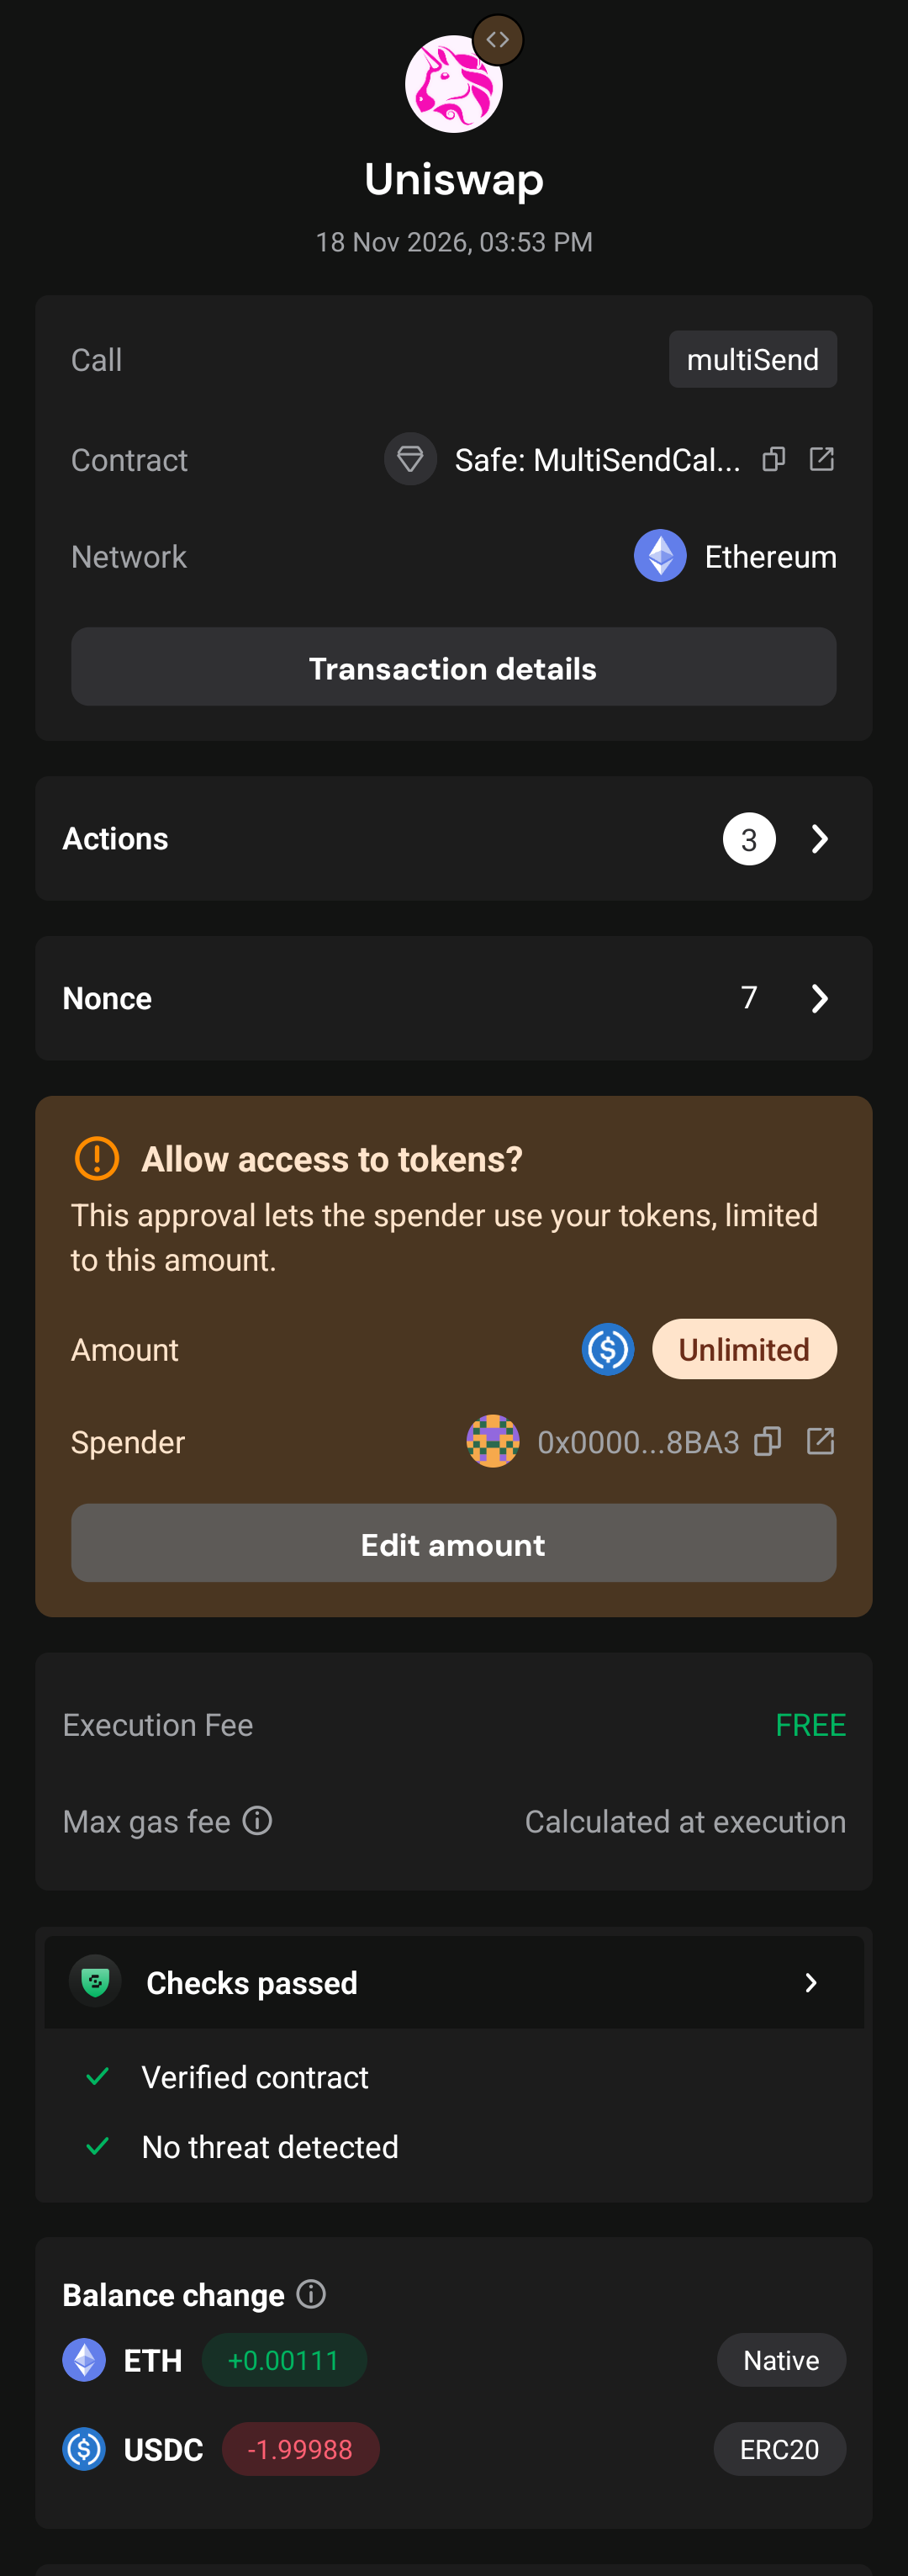 Uniswap
18 Nov 2026, 03:53 PM
Call
multiSend
Contract
Safe: MultiSendCal...
Network
Ethereum
Transaction details
Actions
3
Nonce
7
Allow access to tokens?
This approval lets the spender use your tokens, limited
to this amount.
Amount
Unlimited
Spender
0x0000...8BA3
Edit amount
Execution Fee
FREE
Max gas fee
Calculated at execution
Checks passed
Verified contract
No threat detected
Balance change
ETH
+0.00111
Native
USDC
-1.99988
ERC20